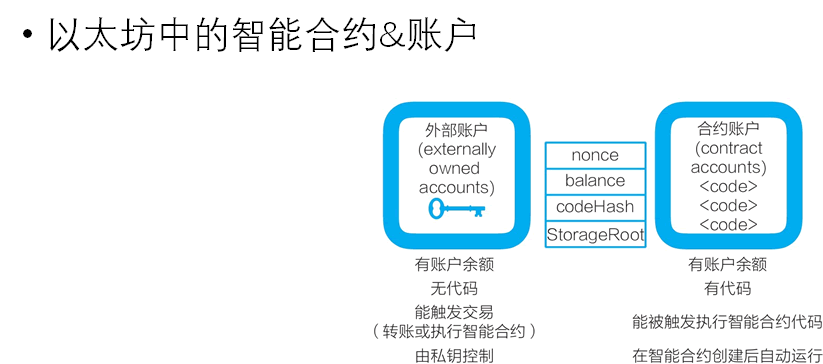 • 以太坊中的智能合约&账户
外部账户
(externally
owned
accounts)
nonce
balance
codeHash
StorageRoot
合约账户
(contract
accounts)
<code>
<code>
<code>
有账户余额
无代码
能触发交易
（转账或执行智能合约）
由私钥控制
有账户余额
有代码
能被触发执行智能合约代码
在智能合约创建后自动运行